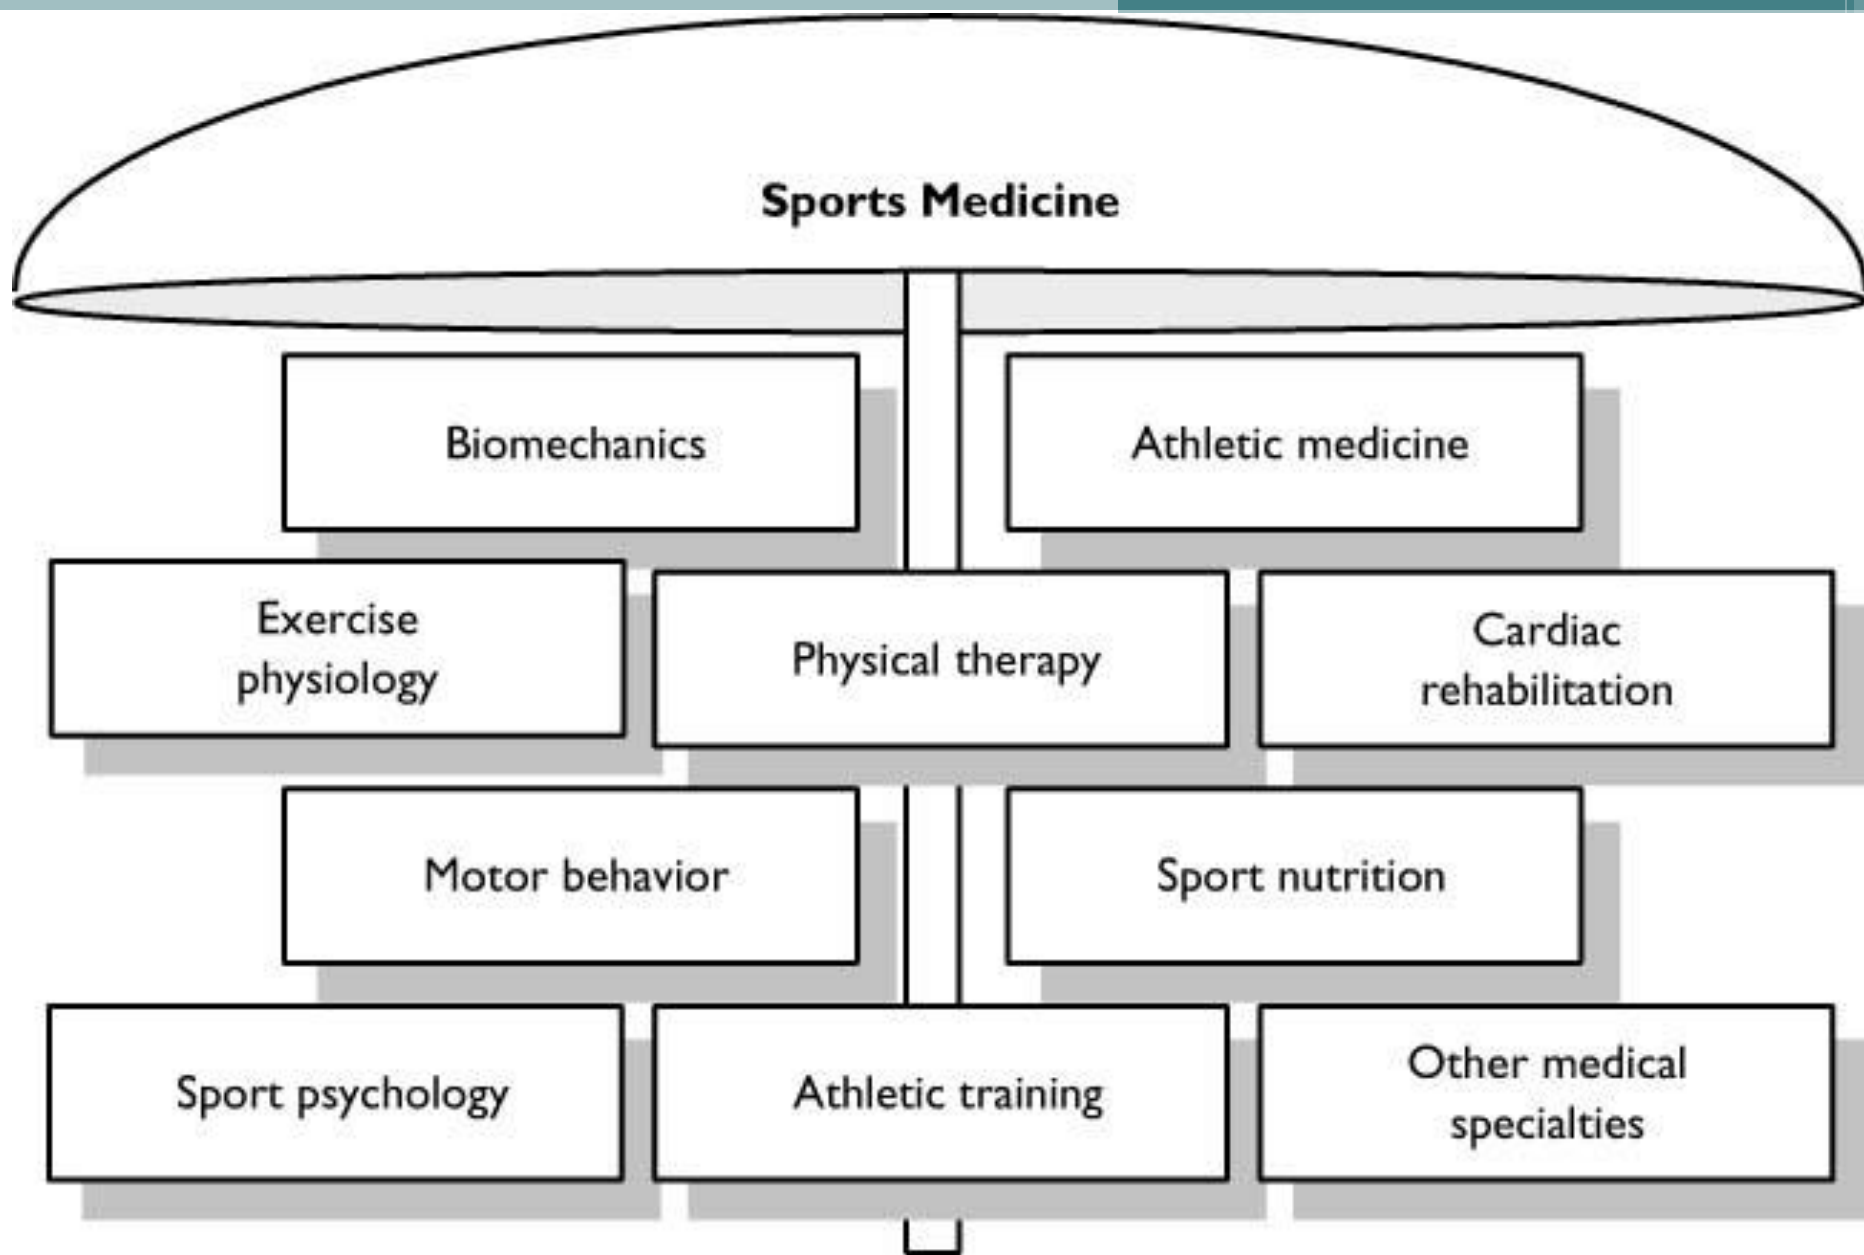 Sports Medicine
Biomechanics
Athletic medicine
Exercise
physiology
Physical therapy
Cardiac
rehabilitation
Motor behavior
Sport nutrition
Sport psychology
Athletic training
Other medical
specialties